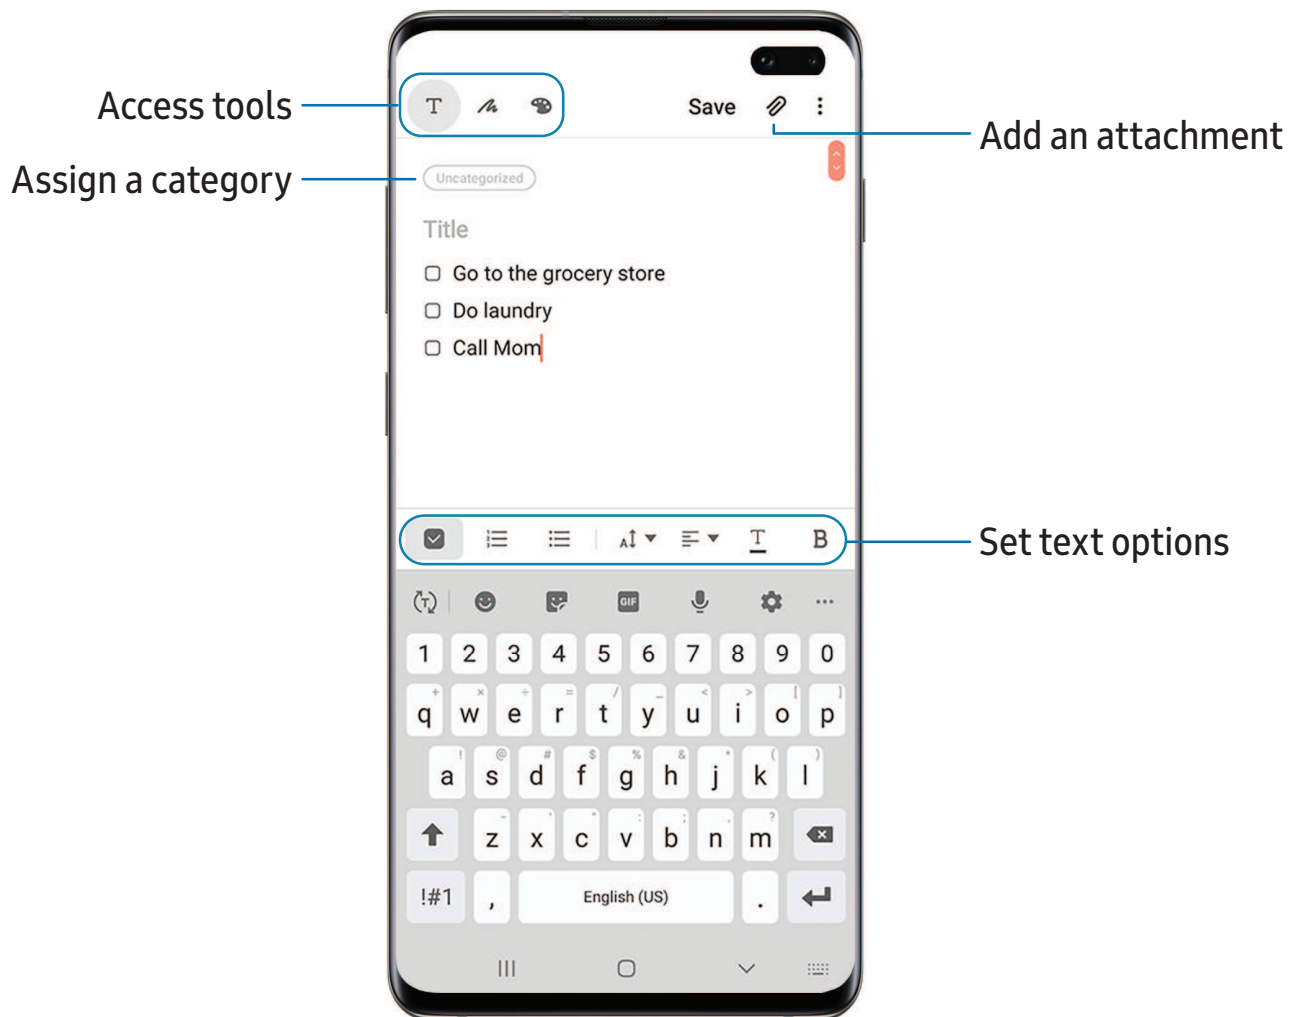 Access tools
T
Save
Add an attachment
Assign a category
Uncategorized
Title
Go to the grocery store
Do laundry
Call Mom
A T B
Set text options
T GIF
1 2 3 4 5 6 7 8 9 0
+ × ÷ = / _ < > [ ]
q w e r t y u i o p
! @ # $ % & * ( )
a s d f g h j k l
- ' " : ; , ?
z x c v b n m
!#1 , English (US) .